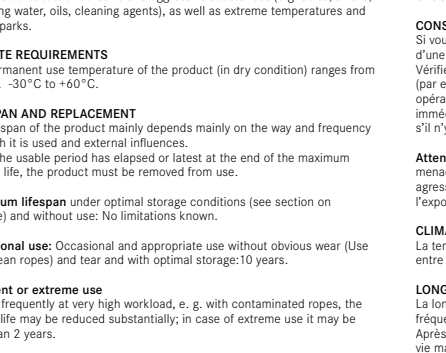 ng water, oils, cleaning agents), as well as extreme temperatures and
parks.
TE REQUIREMENTS
rmanent use temperature of the product (in dry condition) ranges from
-30°C to +60°C.
PAN AND REPLACEMENT
span of the product mainly depends mainly on the way and frequency
h it is used and external influences.
he usable period has elapsed or latest at the end of the maximum
life, the product must be removed from use.
um lifespan under optimal storage conditions (see section on
e) and without use: No limitations known.
onal use: Occasional and appropriate use without obvious wear (Use
ean ropes) and tear and with optimal storage:10 years.
nt or extreme use
frequently at very high workload, e. g. with contaminated ropes, the
life may be reduced substantially; in case of extreme use it may be
an 2 years.
CONS
Si vou
d'une
Vérifie
(par e
opéra
immé
s'il n'y
Atten
menac
agress
l'expo
CLIMA
La ten
entre
LONG
La lon
fréque
Après
vie ma